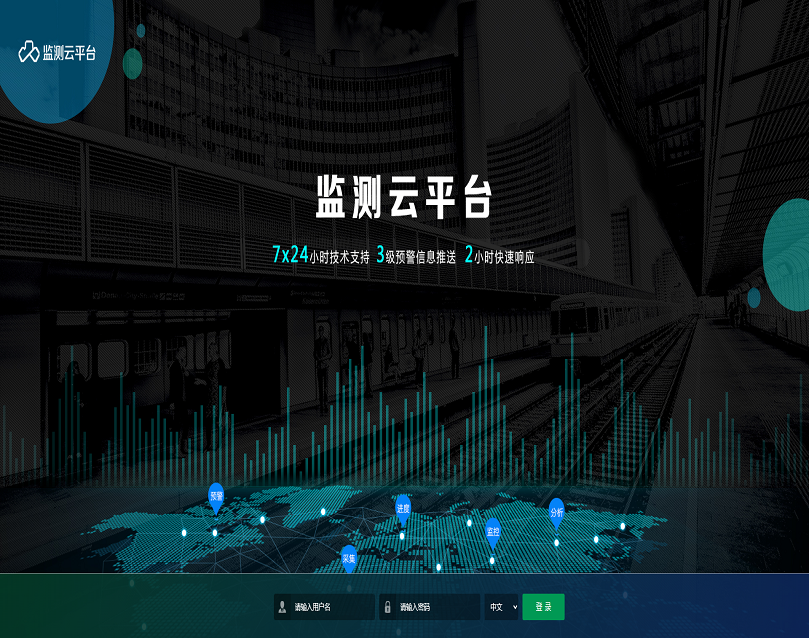 监测云平台
监测云平台
7x24小时技术支持 3级预警信息推送 2小时快速响应
预警
进度
分析
监控
采集
请输入用户名 请输入密码 中文 登 录